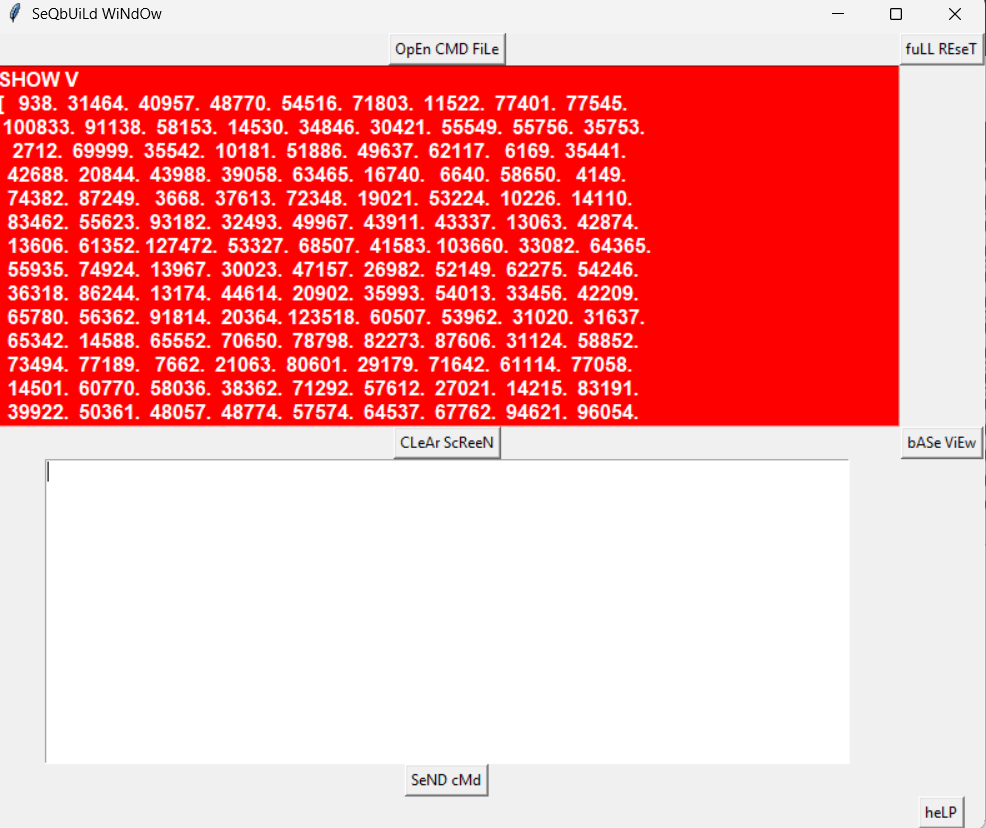 SeQbUiLd WiNdOw
OpEn CMD FiLe
fuLL REseT
SHOW V
[ 938. 31464. 40957. 48770. 54516. 71803. 11522. 77401. 77545.
100833. 91138. 58153. 14530. 34846. 30421. 55549. 55756. 35753.
2712. 69999. 35542. 10181. 51886. 49637. 62117. 6169. 35441.
42688. 20844. 43988. 39058. 63465. 16740. 6640. 58650. 4149.
74382. 87249. 3668. 37613. 72348. 19021. 53224. 10226. 14110.
83462. 55623. 93182. 32493. 49967. 43911. 43337. 13063. 42874.
13606. 61352. 127472. 53327. 68507. 41583. 103660. 33082. 64365.
55935. 74924. 13967. 30023. 47157. 26982. 52149. 62275. 54246.
36318. 86244. 13174. 44614. 20902. 35993. 54013. 33456. 42209.
65780. 56362. 91814. 20364. 123518. 60507. 53962. 31020. 31637.
65342. 14588. 65552. 70650. 78798. 82273. 87606. 31124. 58852.
73494. 77189. 7662. 21063. 80601. 29179. 71642. 61114. 77058.
14501. 60770. 58036. 38362. 71292. 57612. 27021. 14215. 83191.
39922. 50361. 48057. 48774. 57574. 64537. 67762. 94621. 96054.
CLeAr ScReeN
bASe ViEw
SeND cMd
heLP